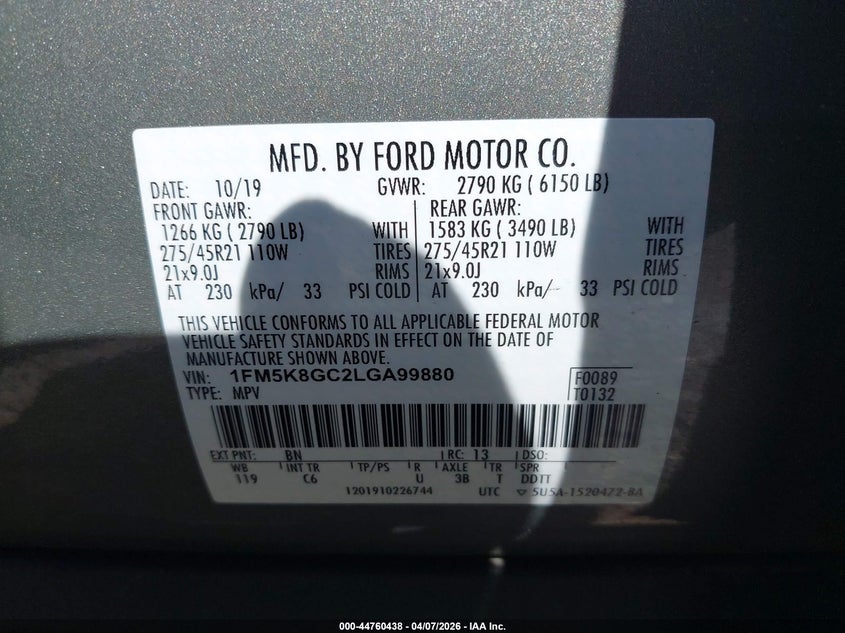 MFD. BY FORD MOTOR CO.
DATE: 10/19 GVWR: 2790 KG ( 6150 LB)
FRONT GAWR: REAR GAWR:
1266 KG ( 2790 LB) WITH 1583 KG ( 3490 LB) WITH
275/45R21 110W TIRES 275/45R21 110W TIRES
21x9.0J RIMS 21x9.0J RIMS
AT 230 kPa/ 33 PSI COLD AT 230 kPa/ 33 PSI COLD
THIS VEHICLE CONFORMS TO ALL APPLICABLE FEDERAL MOTOR
VEHICLE SAFETY STANDARDS IN EFFECT ON THE DATE OF
MANUFACTURE SHOWN ABOVE.
VIN: 1FM5K8GC2LGA99880 F0089
TYPE: MPV T0132
EXT PNT: BN RC: 13 DSO:
WB INT TR TP/PS R AXLE TR SPR
119 C6 U 3B T DDTT
1201910226744 UTC ▽ 5U5A-1520472-BA
000-44760438 - 04/07/2026 - IAA Inc.